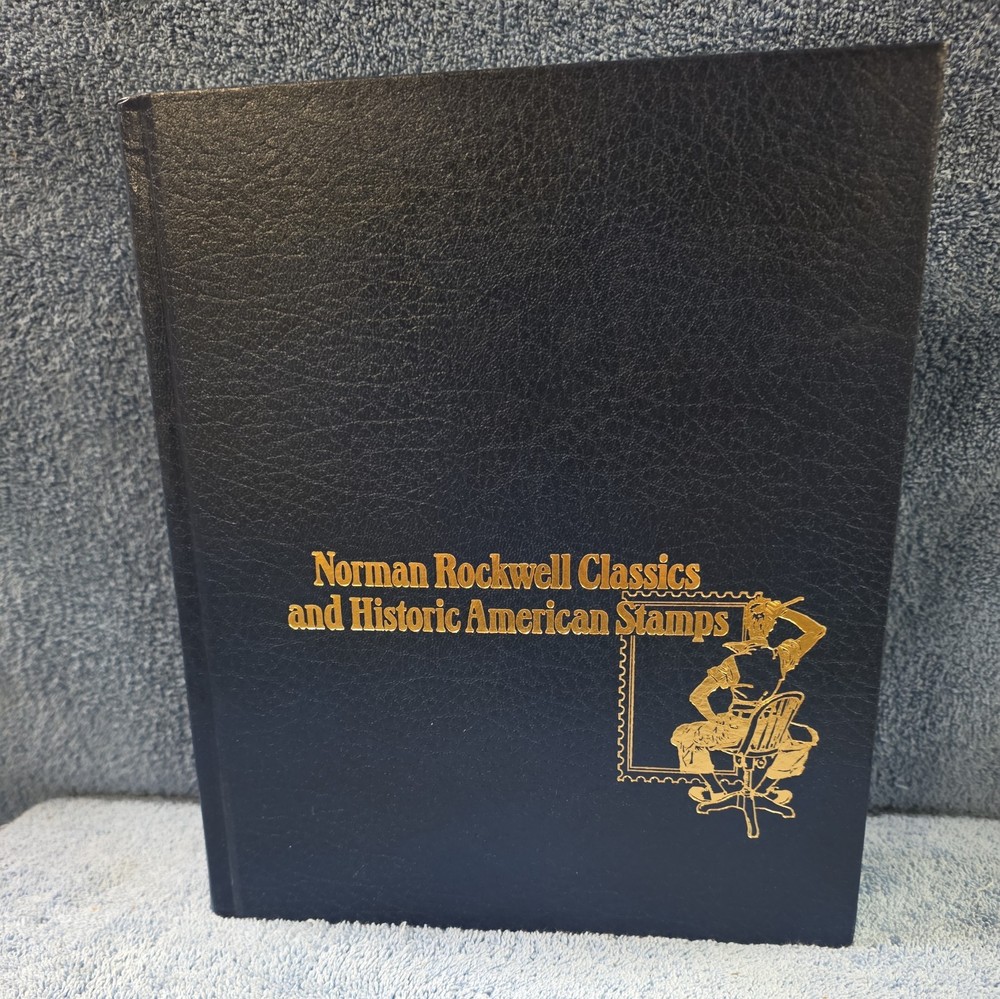 Norman Rockwell Classics
and Historic American Stamps